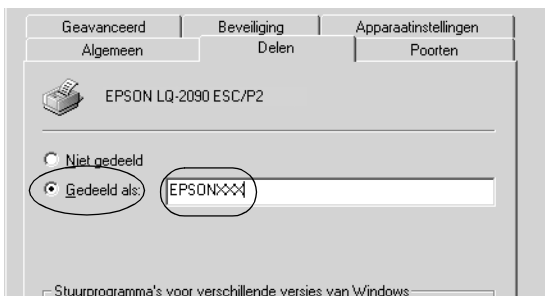 Geavanceerd Beveiliging Apparaatinstellingen
Algemeen Delen Poorten
EPSON LQ-2090 ESC/P2
Niet gedeeld
Gedeeld als: EPSONXXX
Stuurprogramma's voor verschillende versies van Windows